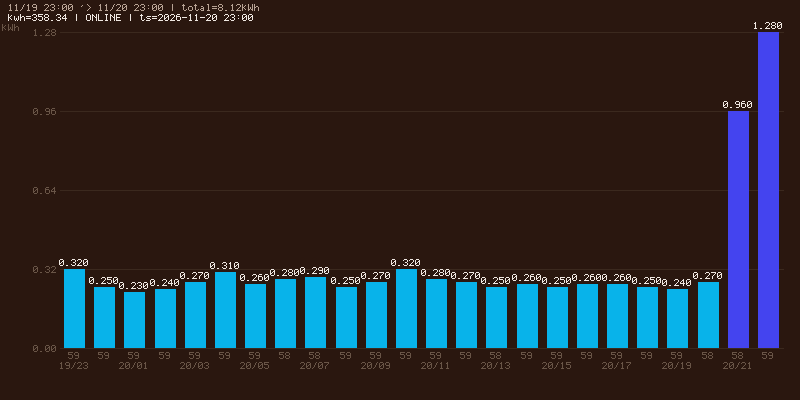 11/19 23:00 -> 11/20 23:00 | total=8.12KWh
Kwh=358.34 | ONLINE | ts=2026-11-20 23:00
KWh
1.28
0.96
0.64
0.32
0.00
0.320 0.250 0.230 0.240 0.270 0.310 0.260 0.280 0.290 0.250 0.270 0.320 0.280 0.270 0.250 0.260 0.250 0.260 0.260 0.250 0.240 0.270 0.960 1.280
59 59 59 59 59 59 59 58 58 59 59 59 59 59 58 59 59 59 59 59 59 58 58 59
19/23 20/01 20/03 20/05 20/07 20/09 20/11 20/13 20/15 20/17 20/19 20/21